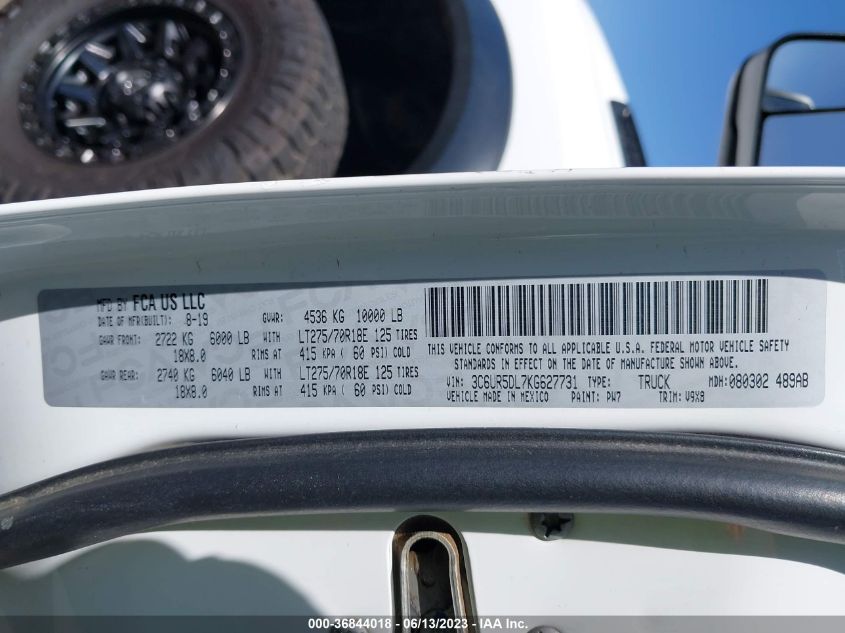 MFD BY FCA US LLC
DATE OF MFR(BUILT): 8-19 GVWR: 4536 KG 10000 LB
GAWR FRONT: 2722 KG 6000 LB WITH LT275/70R18E 125 TIRES
18X8.0 RIMS AT 415 KPA ( 60 PSI) COLD
GAWR REAR: 2740 KG 6040 LB WITH LT275/70R18E 125 TIRES
18X8.0 RIMS AT 415 KPA ( 60 PSI) COLD
THIS VEHICLE CONFORMS TO ALL APPLICABLE U.S.A. FEDERAL MOTOR VEHICLE SAFETY
STANDARDS IN EFFECT ON THE DATE OF MANUFACTURE SHOWN ABOVE.
VIN: 3C6UR5DL7KG627731 TYPE: TRUCK MDH: 080302 489AB
VEHICLE MADE IN MEXICO PAINT: PW7 TRIM: V9X8
000-36844018 - 06/13/2023 - IAA Inc.